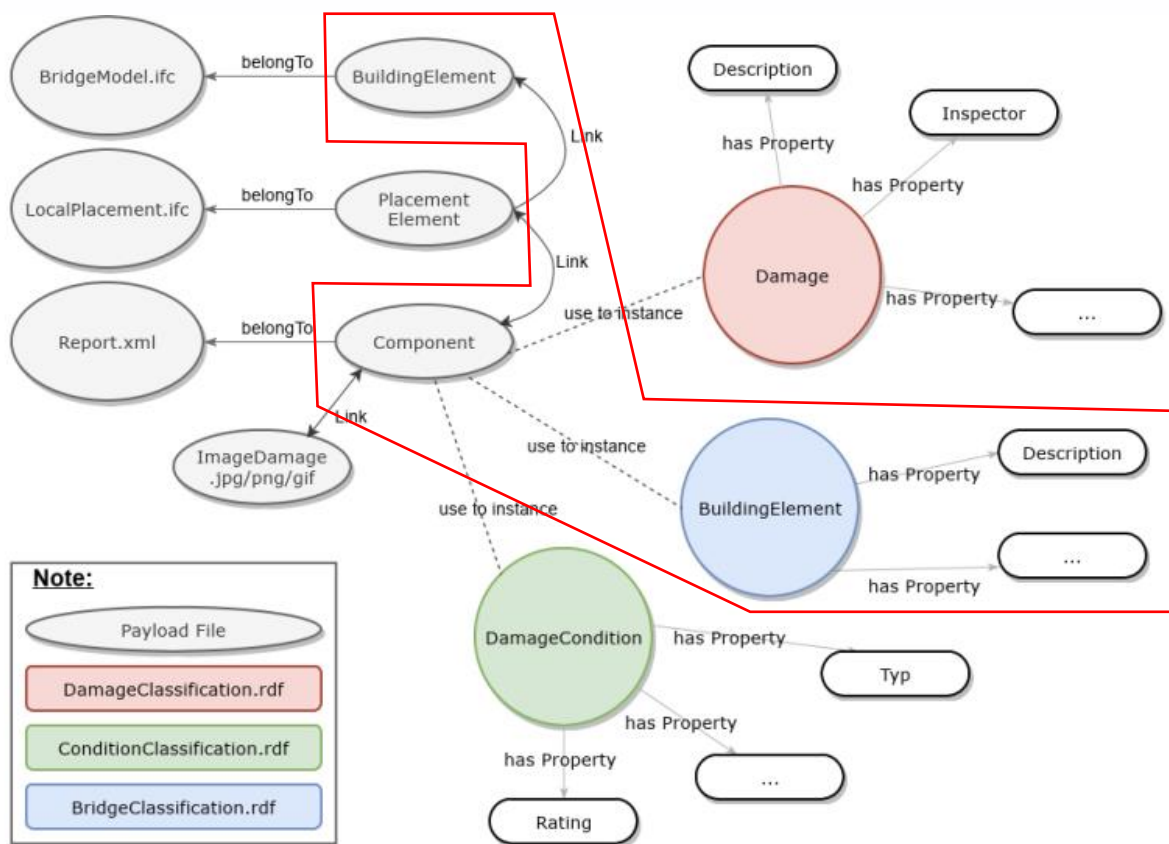 BridgeModel.ifc
belongTo
BuildingElement
Link
LocalPlacement.ifc
belongTo
Placement
Element
Link
Report.xml
belongTo
Component
Link
ImageDamage
.jpg/png/gif
use to instance
use to instance
use to instance
Description
has Property
Inspector
has Property
Damage
has Property
...
BuildingElement
has Property
Description
has Property
...
DamageCondition
has Property
Typ
has Property
...
has Property
Rating
Note:
Payload File
DamageClassification.rdf
ConditionClassification.rdf
BridgeClassification.rdf